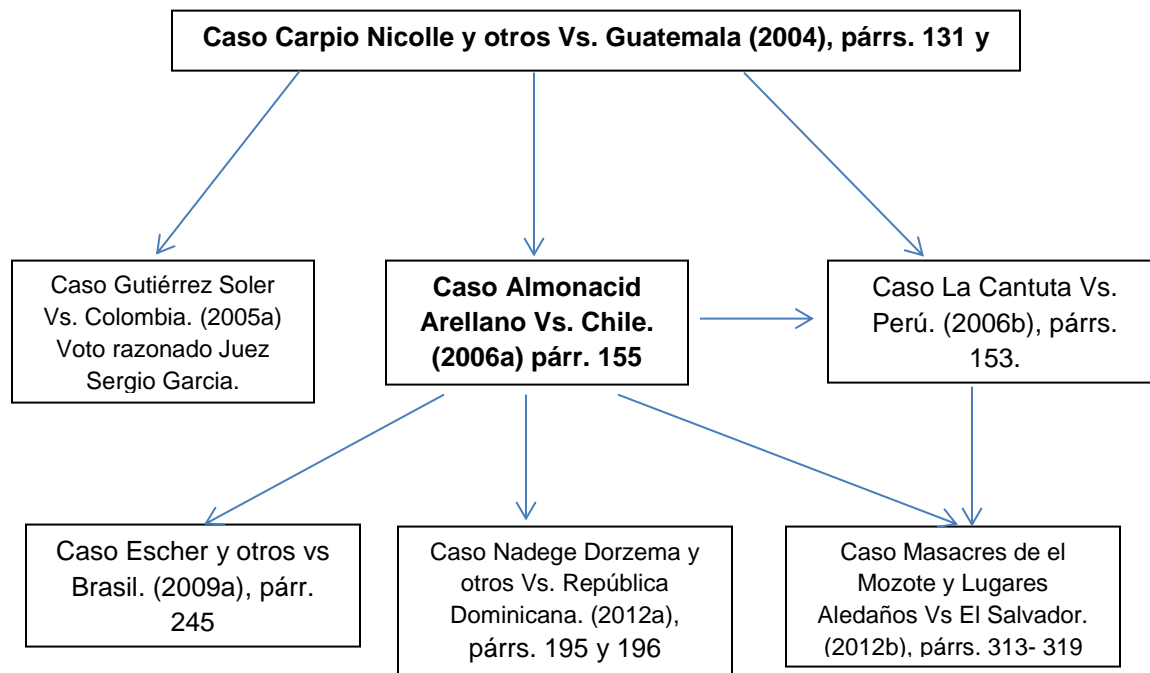 Caso Carpio Nicolle y otros Vs. Guatemala (2004), párrs. 131 y
Caso Gutiérrez Soler
Vs. Colombia. (2005a)
Voto razonado Juez
Sergio Garcia.
Caso Almonacid
Arellano Vs. Chile.
(2006a) párr. 155
Caso La Cantuta Vs.
Perú. (2006b), párrs.
153.
Caso Escher y otros vs
Brasil. (2009a), párr.
245
Caso Nadege Dorzema y
otros Vs. República
Dominicana. (2012a),
párrs. 195 y 196
Caso Masacres de el
Mozote y Lugares
Aledaños Vs El Salvador.
(2012b), párrs. 313- 319